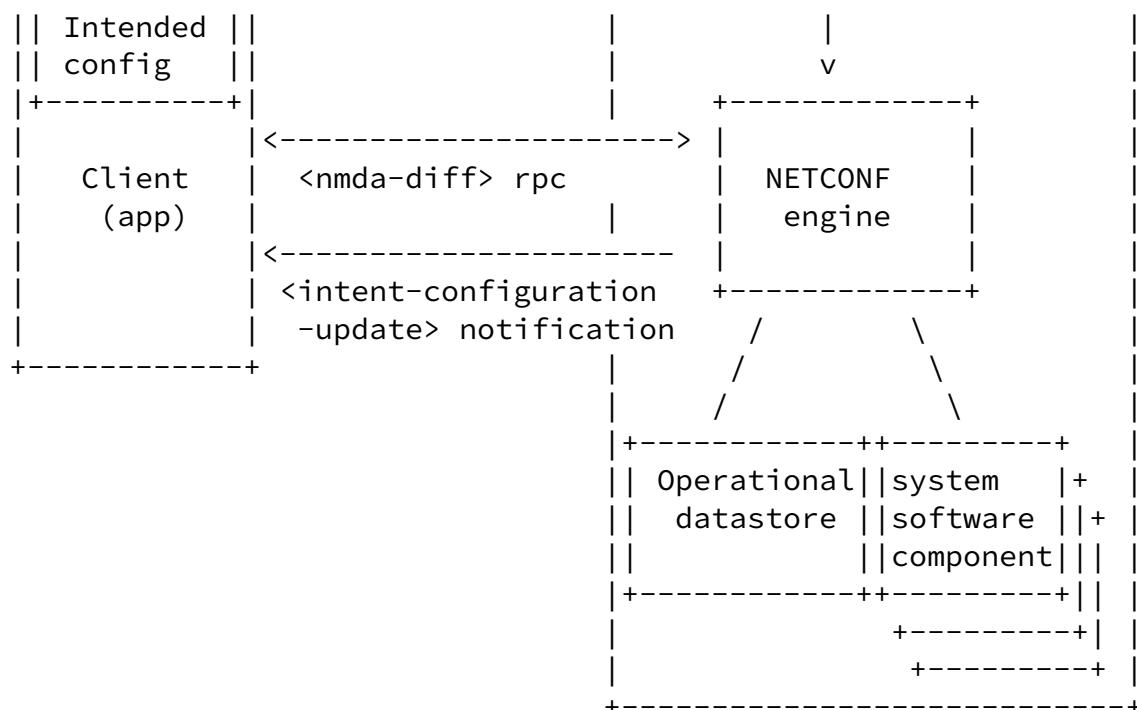 Intended
config
<nmda-diff> rpc
Client
(app)
NETCONF
engine
<intent-configuration
-update> notification
Operational
datastore
system
software
component